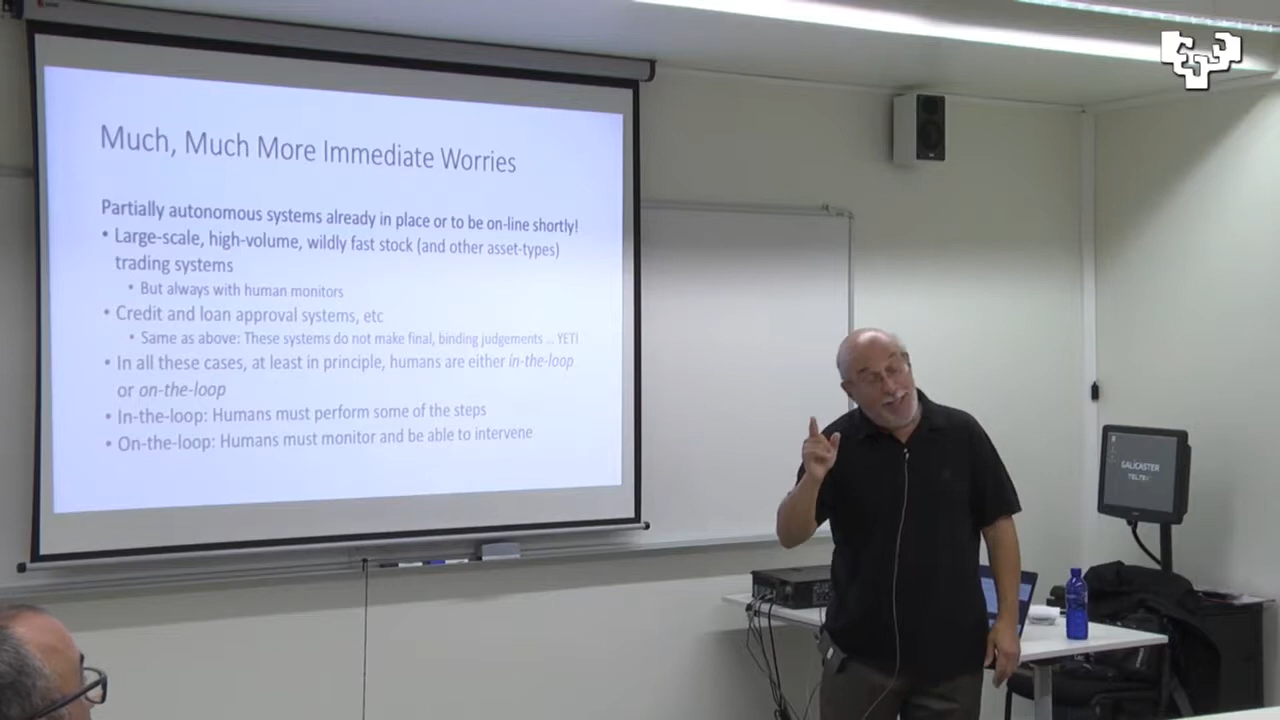 Much, Much More Immediate Worries
Partially autonomous systems already in place or to be on-line shortly!
• Large-scale, high-volume, wildly fast stock (and other asset-types)
trading systems
• But always with human monitors
• Credit and loan approval systems, etc
• Same as above: These systems do not make final, binding judgements ... YET!
• In all these cases, at least in principle, humans are either in-the-loop
or on-the-loop
• In-the-loop: Humans must perform some of the steps
• On-the-loop: Humans must monitor and be able to intervene
GALICASTER
TELTEK